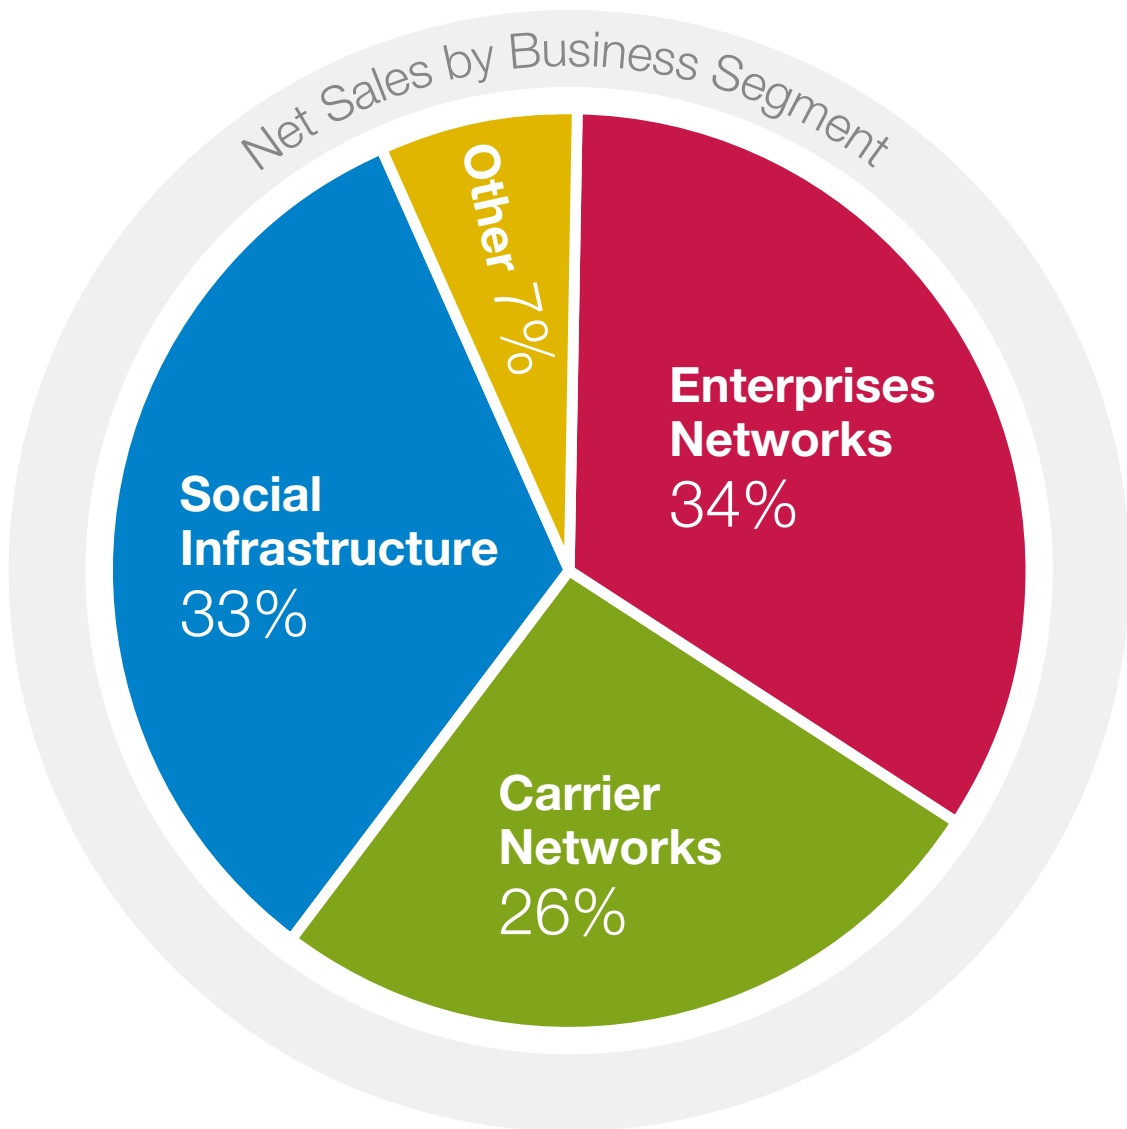 Net Sales by Business Segment
Other 7%
Enterprises
Networks
34%
Social
Infrastructure
33%
Carrier
Networks
26%